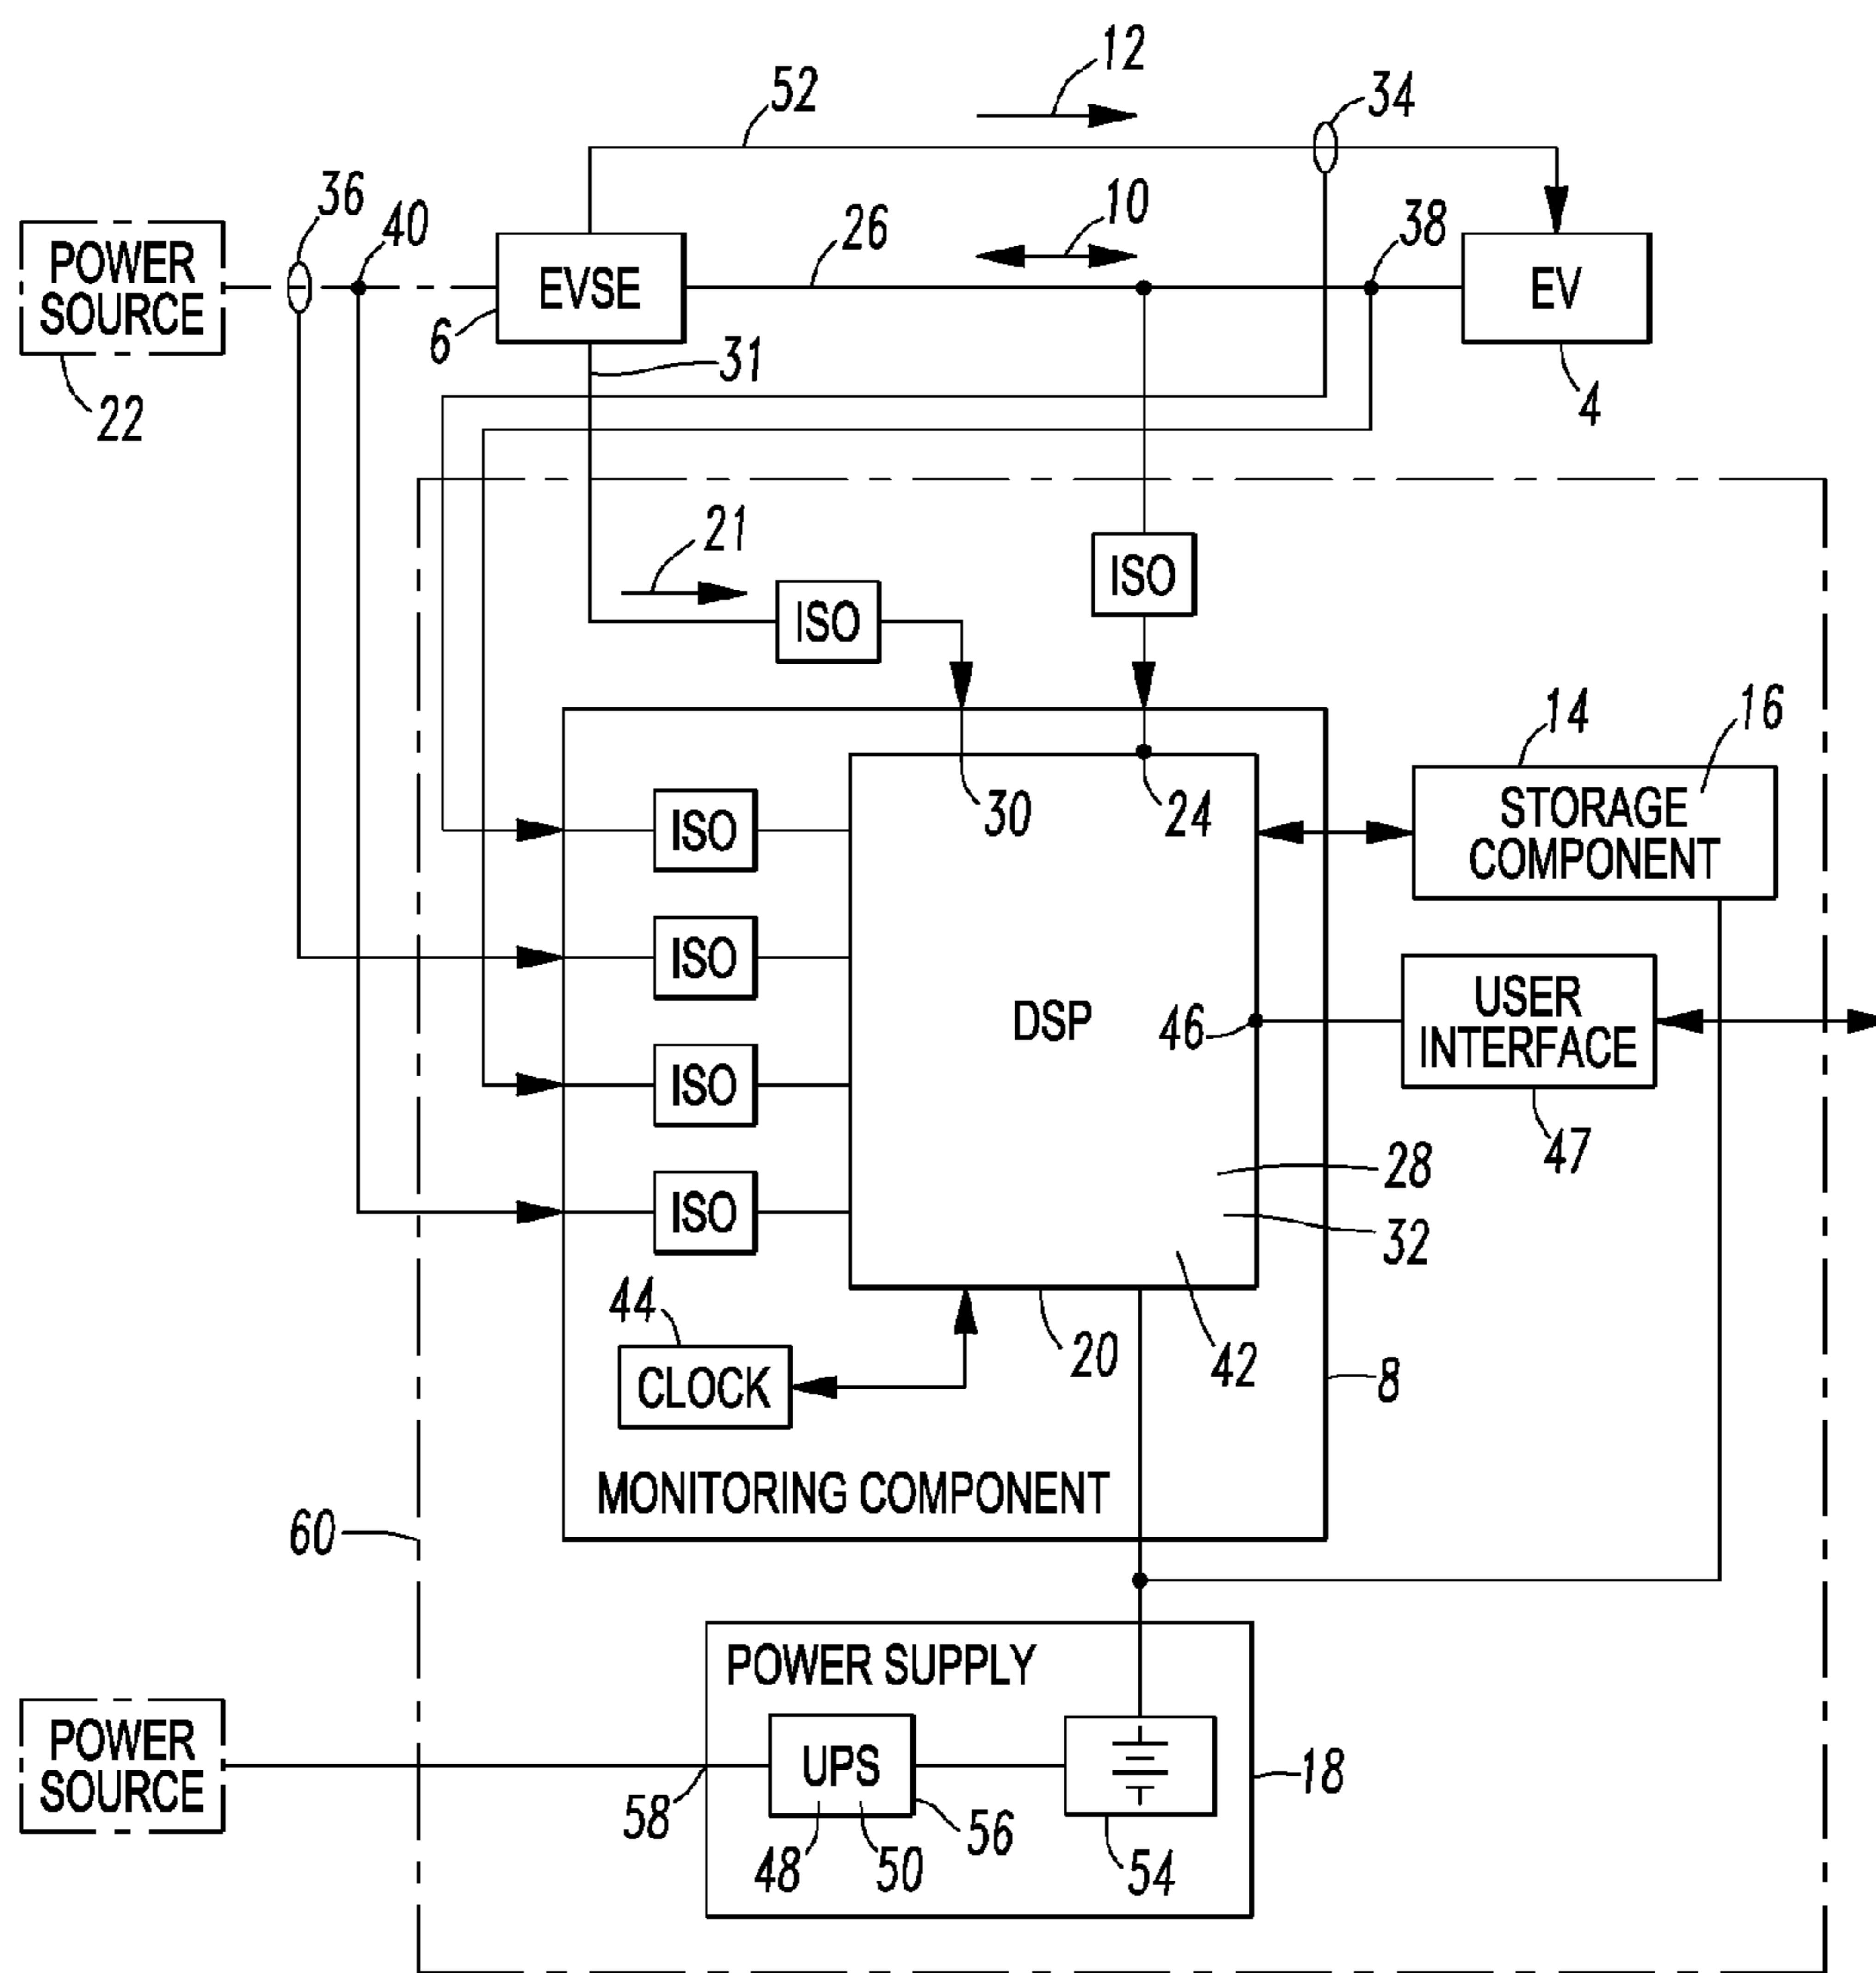 12
52
34
36
40
26
10
38
POWER
SOURCE
EVSE
EV
6
31
22
4
21
ISO
ISO
14
16
30
24
STORAGE
COMPONENT
ISO
ISO
DSP
46
USER
INTERFACE
ISO
47
28
ISO
32
44
20
42
8
CLOCK
MONITORING COMPONENT
60
POWER SUPPLY
POWER
SOURCE
UPS
18
58
56
48
50
54